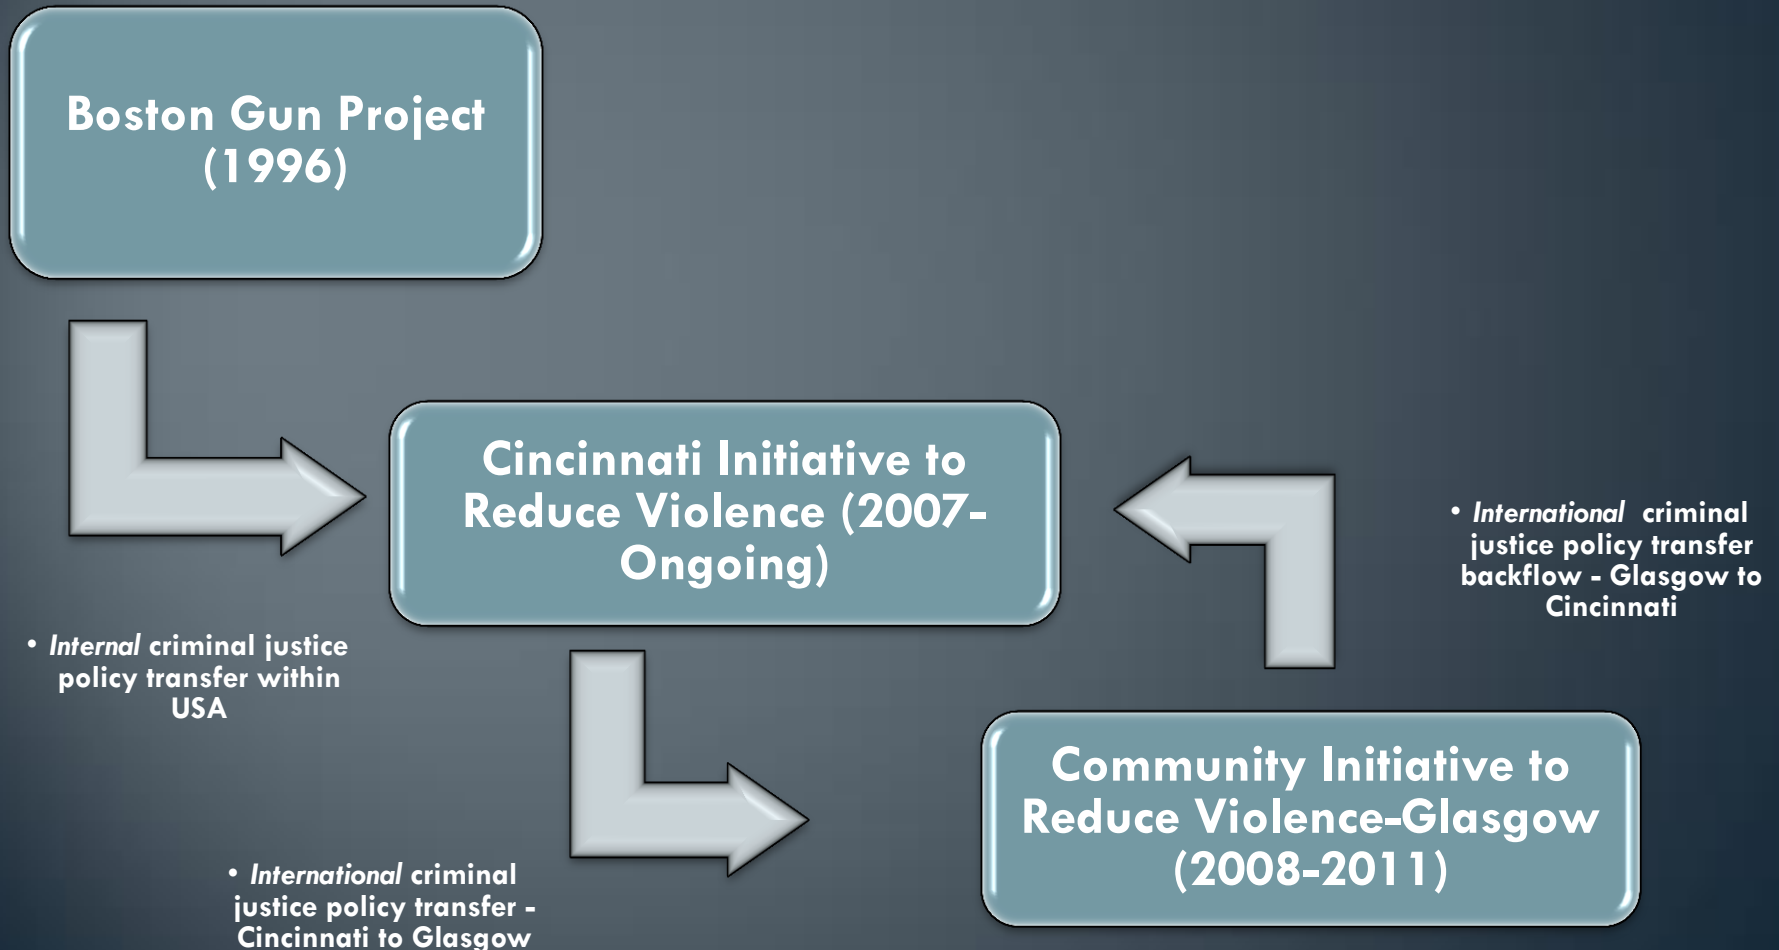 Boston Gun Project
(1996)
Cincinnati Initiative to
Reduce Violence (2007-
Ongoing)
• International criminal
justice policy transfer
backflow - Glasgow to
Cincinnati
• Internal criminal justice
policy transfer within
USA
Community Initiative to
Reduce Violence-Glasgow
(2008-2011)
• International criminal
justice policy transfer -
Cincinnati to Glasgow